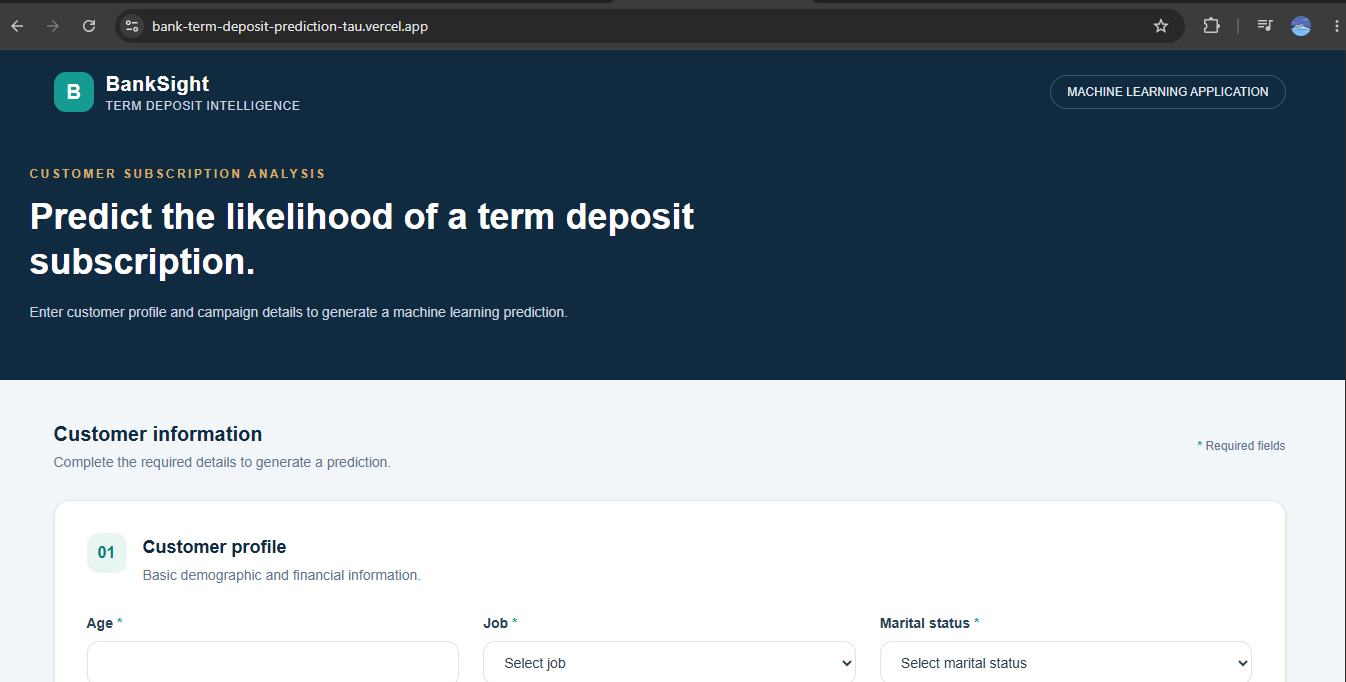 bank-term-deposit-prediction-tau.vercel.app
B
BankSight
TERM DEPOSIT INTELLIGENCE
MACHINE LEARNING APPLICATION
CUSTOMER SUBSCRIPTION ANALYSIS
Predict the likelihood of a term deposit
subscription.
Enter customer profile and campaign details to generate a machine learning prediction.
Customer information
Complete the required details to generate a prediction.
* Required fields
01
Customer profile
Basic demographic and financial information.
Age *
Job *
Marital status *
Select job
Select marital status